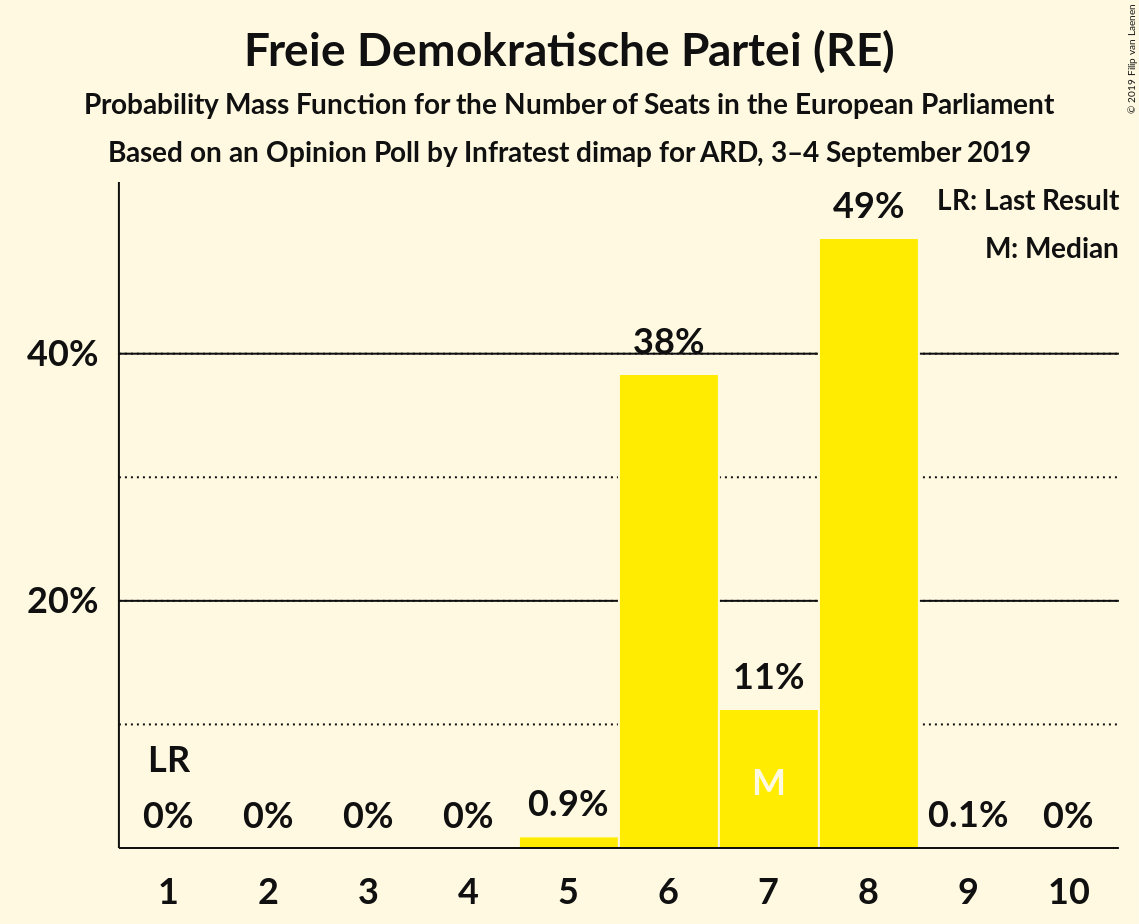 Freie Demokratische Partei (RE)
Probability Mass Function for the Number of Seats in the European Parliament
Based on an Opinion Poll by Infratest dimap for ARD, 3–4 September 2019
© 2019 Filip van Laenen
LR: Last Result
M: Median
49%
40%
38%
20%
11%
M
LR
0%
0%
0%
0%
0.9%
0.1%
0%
1 2 3 4 5 6 7 8 9 10